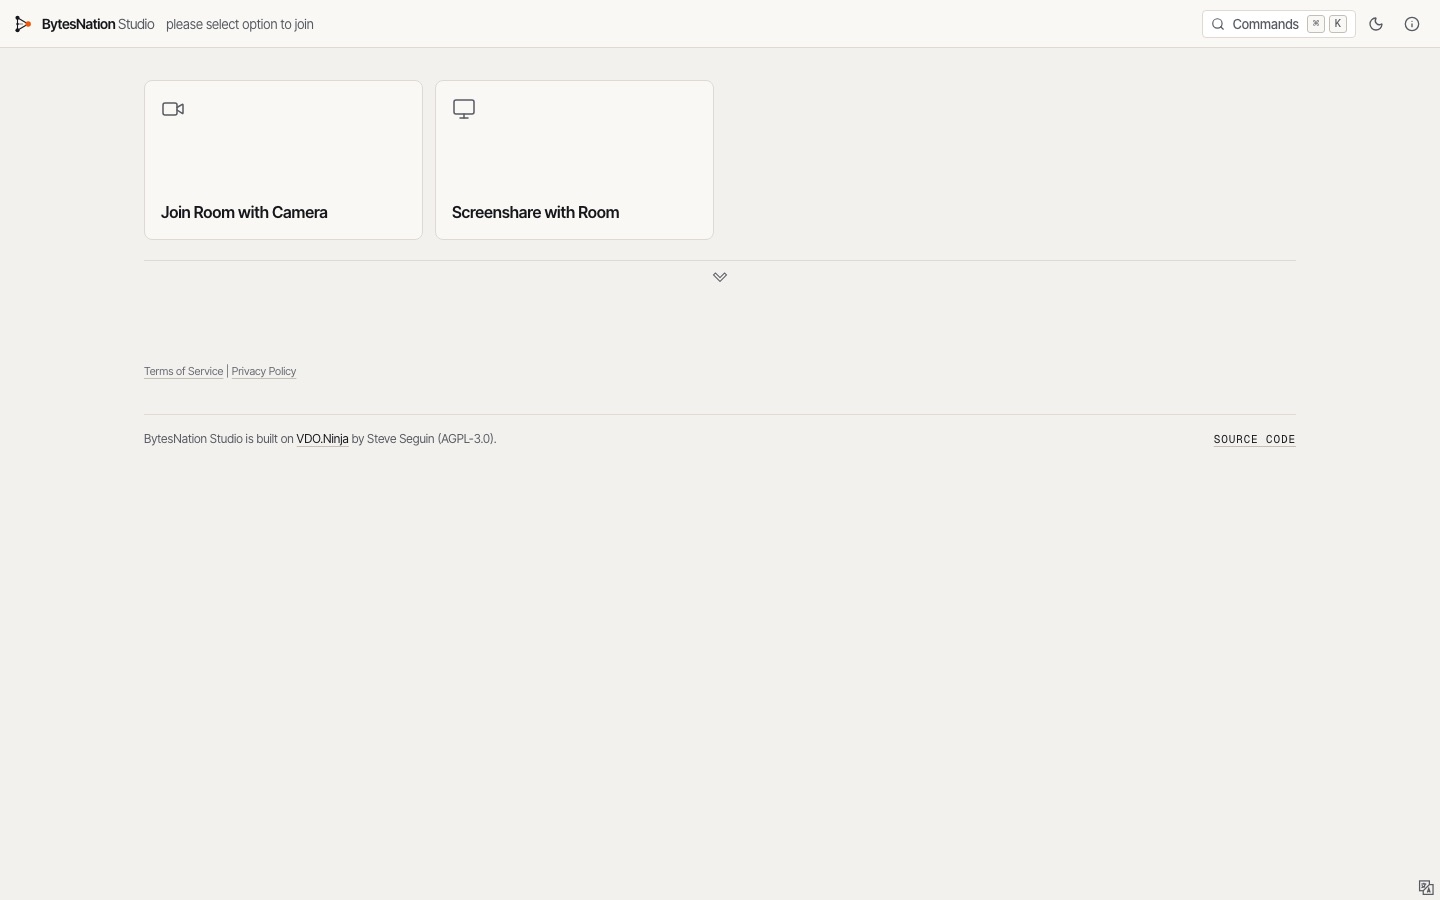 BytesNation Studio please select option to join
Commands ⌘ K
Join Room with Camera
Screenshare with Room
Terms of Service | Privacy Policy
BytesNation Studio is built on VDO.Ninja by Steve Seguin (AGPL-3.0).
SOURCE CODE